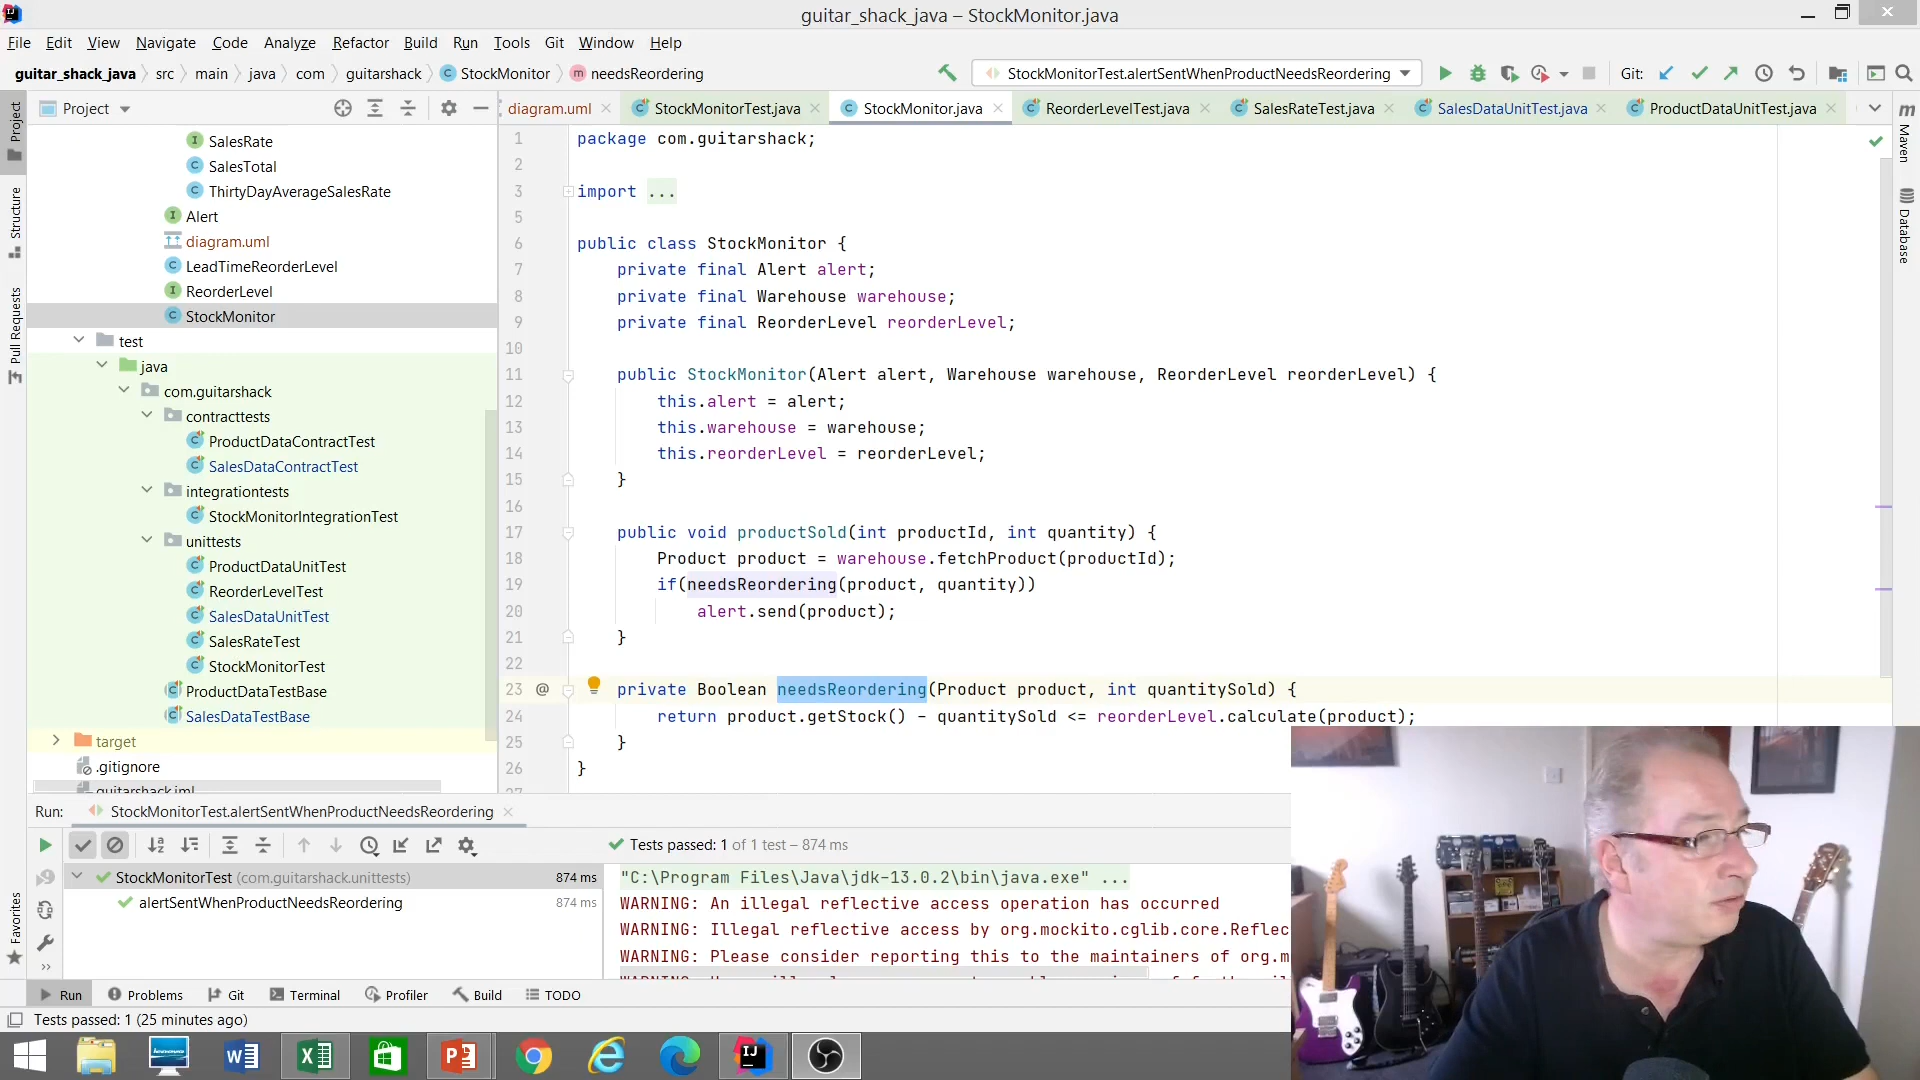 guitar_shack_java – StockMonitor.java
File Edit View Navigate Code Analyze Refactor Build Run Tools Git Window Help
guitar_shack_java src main java com guitarshack StockMonitor needsReordering
StockMonitorTest.alertSentWhenProductNeedsReordering
Git:
Project
diagram.uml StockMonitorTest.java StockMonitor.java ReorderLevelTest.java SalesRateTest.java SalesDataUnitTest.java ProductDataUnitTest.java
Project
Structure
Pull Requests
Favorites
Maven
Database
SalesRate
SalesTotal
ThirtyDayAverageSalesRate
Alert
diagram.uml
LeadTimeReorderLevel
ReorderLevel
StockMonitor
test
java
com.guitarshack
contracttests
ProductDataContractTest
SalesDataContractTest
integrationtests
StockMonitorIntegrationTest
unittests
ProductDataUnitTest
ReorderLevelTest
SalesDataUnitTest
SalesRateTest
StockMonitorTest
ProductDataTestBase
SalesDataTestBase
target
.gitignore
guitarshack.iml
1 package com.guitarshack;
2
3 import ...
5
6 public class StockMonitor {
7 private final Alert alert;
8 private final Warehouse warehouse;
9 private final ReorderLevel reorderLevel;
10
11 public StockMonitor(Alert alert, Warehouse warehouse, ReorderLevel reorderLevel) {
12 this.alert = alert;
13 this.warehouse = warehouse;
14 this.reorderLevel = reorderLevel;
15 }
16
17 public void productSold(int productId, int quantity) {
18 Product product = warehouse.fetchProduct(productId);
19 if(needsReordering(product, quantity))
20 alert.send(product);
21 }
22
23 @ private Boolean needsReordering(Product product, int quantitySold) {
24 return product.getStock() - quantitySold <= reorderLevel.calculate(product);
25 }
26 }
27
Run: StockMonitorTest.alertSentWhenProductNeedsReordering
Tests passed: 1 of 1 test – 874 ms
StockMonitorTest (com.guitarshack.unittests) 874 ms
alertSentWhenProductNeedsReordering 874 ms
"C:\Program Files\Java\jdk-13.0.2\bin\java.exe" ...
WARNING: An illegal reflective access operation has occurred
WARNING: Illegal reflective access by org.mockito.cglib.core.Reflec
WARNING: Please consider reporting this to the maintainers of org.m
Run Problems Git Terminal Profiler Build TODO
Tests passed: 1 (25 minutes ago)